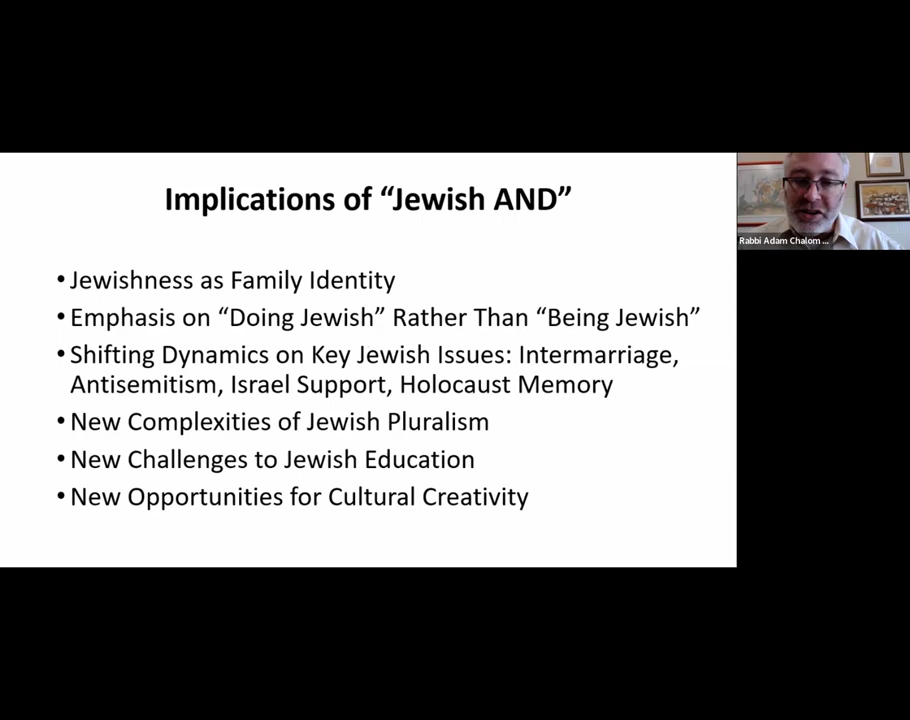 Implications of “Jewish AND”
• Jewishness as Family Identity
• Emphasis on “Doing Jewish” Rather Than “Being Jewish”
• Shifting Dynamics on Key Jewish Issues: Intermarriage,
Antisemitism, Israel Support, Holocaust Memory
• New Complexities of Jewish Pluralism
• New Challenges to Jewish Education
• New Opportunities for Cultural Creativity
Rabbi Adam Chalom ...